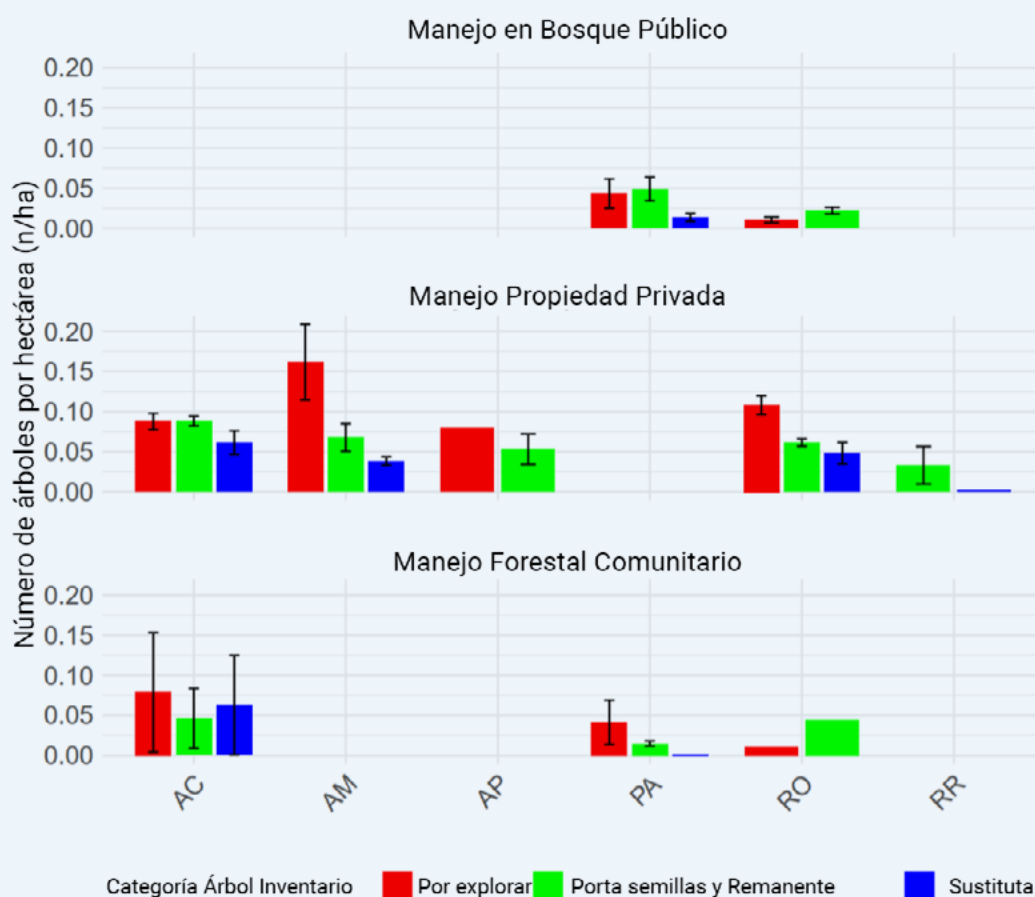 Manejo en Bosque Público
0.20
0.15
0.10
0.05
0.00
Número de árboles por hectárea (n/ha)
Manejo Propiedad Privada
0.20
0.15
0.10
0.05
0.00
Manejo Forestal Comunitario
0.20
0.15
0.10
0.05
0.00
AC AM AP PA RO RR
Categoría Árbol Inventario Por explorar Porta semillas y Remanente Sustituta